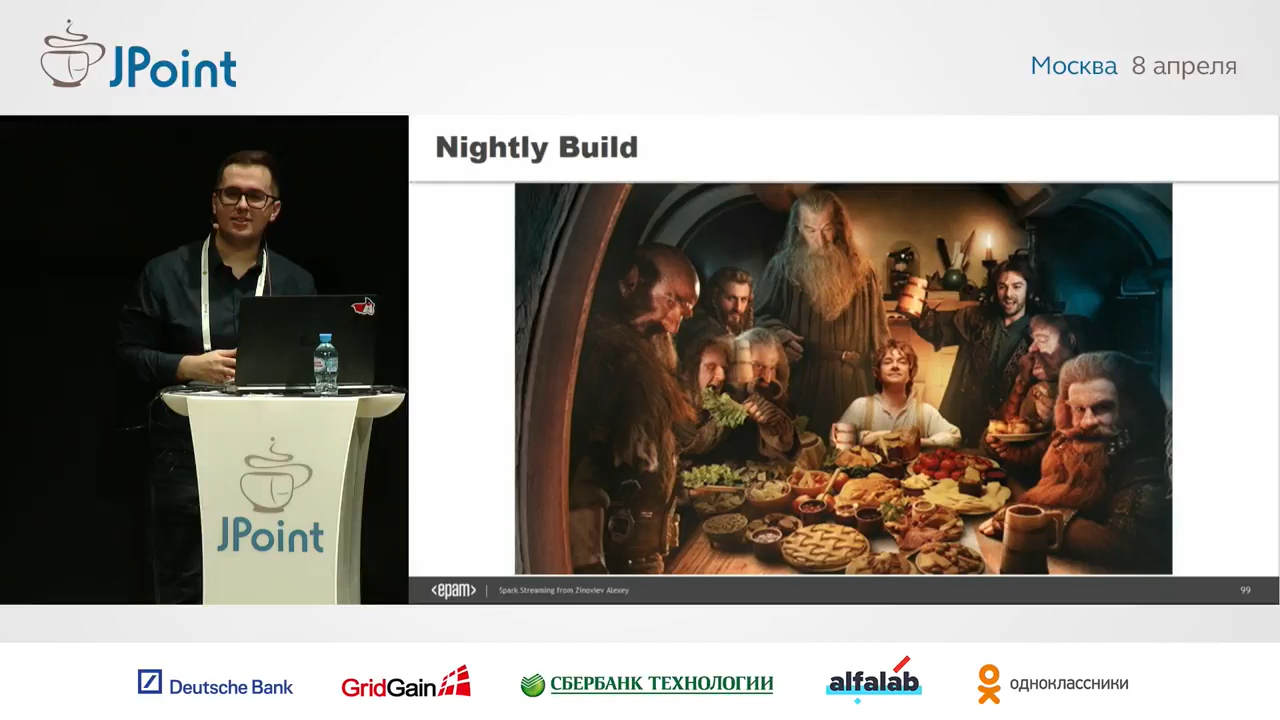 JPoint
Москва 8 апреля
Nightly Build
JPoint
<epam> | Spark Streaming from Zinoviev Alexey
99
Deutsche Bank
GridGain
СБЕРБАНК ТЕХНОЛОГИИ
alfalab
одноклассники